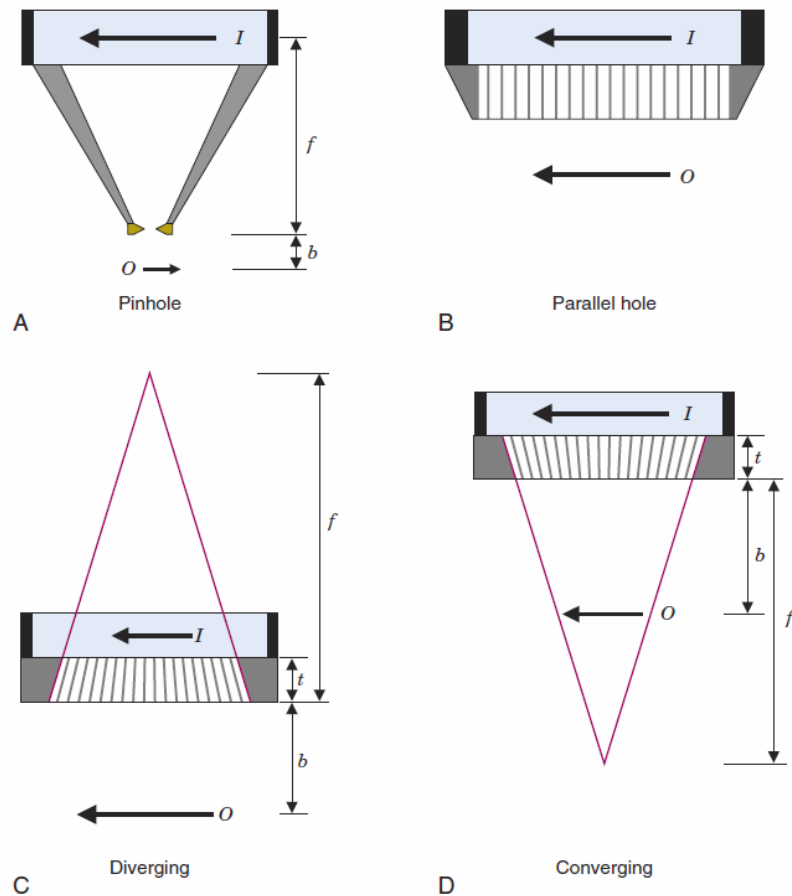 I
f
b
O
Pinhole
A
I
O
Parallel hole
B
f
I
t
b
O
Diverging
C
I
t
b
O
f
Converging
D